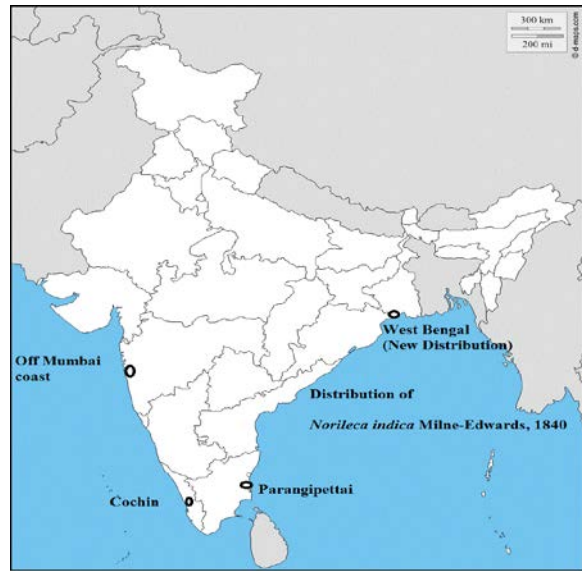 300 km
200 mi
© d-maps.com
West Bengal
(New Distribution)
Off Mumbai
coast
Distribution of
Norileca indica Milne-Edwards, 1840
Parangipettai
Cochin